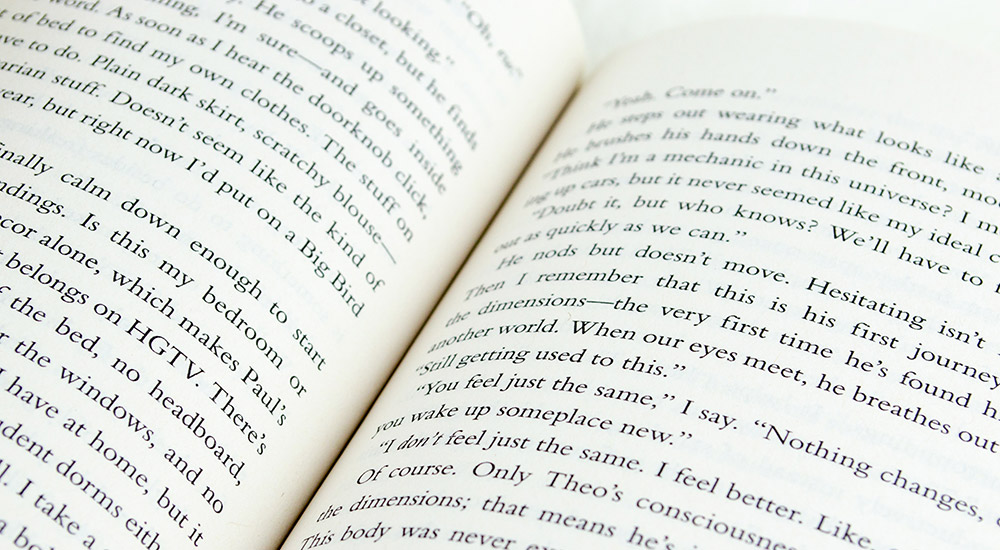 "Oh,
looking."
to a closet, but he finds
He scoops up something
I'm sure—and goes inside
word. As soon as I hear the doorknob click,
of bed to find my own clothes. The stuff on
to do. Plain dark skirt, scratchy blouse—
stuff. Doesn't seem like the kind of
but right now I'd put on a Big Bird
finally calm down enough to start
Is this my bedroom or
alone, which makes Paul's
belongs on HGTV. There's
the bed, no headboard,
the windows, and no
I have at home, but it
dorms
I take a
"Yeah. Come on."
He steps out wearing what looks like
He brushes his hands down the front,
"Think I'm a mechanic in this universe? I
up cars, but it never seemed like my ideal
"Doubt it, but who knows? We'll have to
out as quickly as we can."
He nods but doesn't move. Hesitating isn't
Then I remember that this is his first journey
the dimensions—the very first time he's found
another world. When our eyes meet, he breathes out
"Still getting used to this."
"You feel just the same," I say. "Nothing changes,
you wake up someplace new."
"I don't feel just the same. I feel better. Like
Of course. Only Theo's
the dimensions; that means he's
This body was never